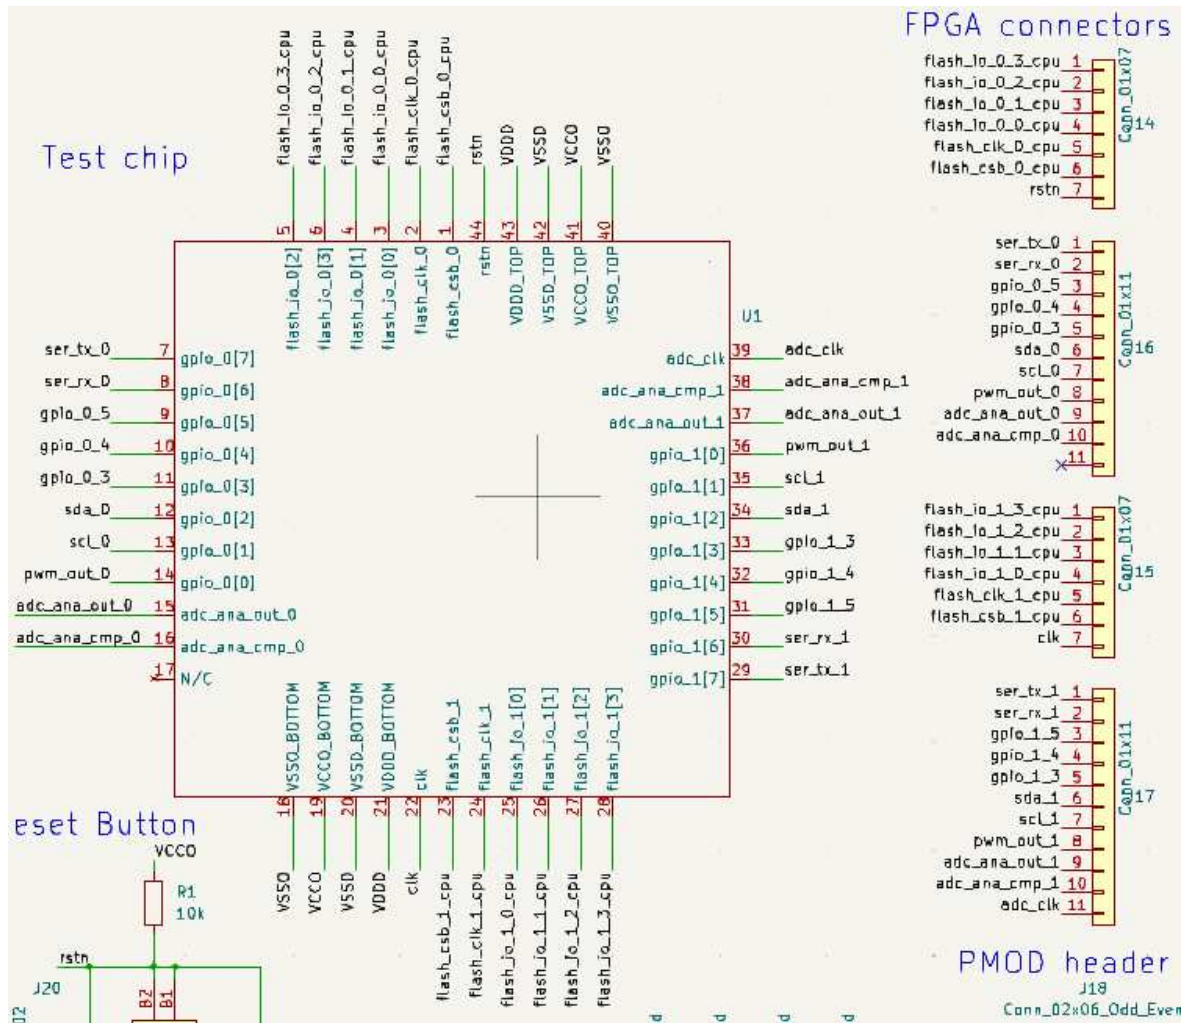 FPGA connectors
Test chip
flash_io_0_3_cpu
flash_io_0_2_cpu
flash_io_0_1_cpu
flash_io_0_0_cpu
flash_clk_0_cpu
flash_csb_0_cpu
rstn
VDDD
VSSD
VCCO
VSSO
5
6
4
3
2
1
44
43
42
41
40
flash_io_0[2]
flash_io_0[3]
flash_io_0[1]
flash_io_0[0]
flash_clk_0
flash_csb_0
rstn
VDDD_TOP
VSSD_TOP
VCCO_TOP
VSSO_TOP
U1
ser_tx_0 7 gpio_0[7]
ser_rx_0 8 gpio_0[6]
gpio_0_5 9 gpio_0[5]
gpio_0_4 10 gpio_0[4]
gpio_0_3 11 gpio_0[3]
sda_0 12 gpio_0[2]
scl_0 13 gpio_0[1]
pwm_out_0 14 gpio_0[0]
adc_ana_out_0 15 adc_ana_out_0
adc_ana_cmp_0 16 adc_ana_cmp_0
17 N/C
adc_clk 39 adc_clk
adc_ana_cmp_1 38 adc_ana_cmp_1
adc_ana_out_1 37 adc_ana_out_1
gpio_1[0] 36 pwm_out_1
gpio_1[1] 35 scl_1
gpio_1[2] 34 sda_1
gpio_1[3] 33 gpio_1_3
gpio_1[4] 32 gpio_1_4
gpio_1[5] 31 gpio_1_5
gpio_1[6] 30 ser_rx_1
gpio_1[7] 29 ser_tx_1
VSSO_BOTTOM
VCCO_BOTTOM
VSSD_BOTTOM
VDDD_BOTTOM
clk
flash_csb_1
flash_clk_1
flash_io_1[0]
flash_io_1[1]
flash_io_1[2]
flash_io_1[3]
18
19
20
21
22
23
24
25
26
27
28
VSSO
VCCO
VSSD
VDDD
clk
flash_csb_1_cpu
flash_clk_1_cpu
flash_io_1_0_cpu
flash_io_1_1_cpu
flash_io_1_2_cpu
flash_io_1_3_cpu
flash_io_0_3_cpu 1
flash_io_0_2_cpu 2
flash_io_0_1_cpu 3
flash_io_0_0_cpu 4
flash_clk_0_cpu 5
flash_csb_0_cpu 6
rstn 7
Conn_01x07
J14
ser_tx_0 1
ser_rx_0 2
gpio_0_5 3
gpio_0_4 4
gpio_0_3 5
sda_0 6
scl_0 7
pwm_out_0 8
adc_ana_out_0 9
adc_ana_cmp_0 10
11
Conn_01x11
J16
flash_io_1_3_cpu 1
flash_io_1_2_cpu 2
flash_io_1_1_cpu 3
flash_io_1_0_cpu 4
flash_clk_1_cpu 5
flash_csb_1_cpu 6
clk 7
Conn_01x07
J15
ser_tx_1 1
ser_rx_1 2
gpio_1_5 3
gpio_1_4 4
gpio_1_3 5
sda_1 6
scl_1 7
pwm_out_1 8
adc_ana_out_1 9
adc_ana_cmp_1 10
adc_clk 11
Conn_01x11
J17
eset Button
VCCO
R1
10k
rstn
J20
B2
B1
PMOD header
J18
Conn_02x06_Odd_Even